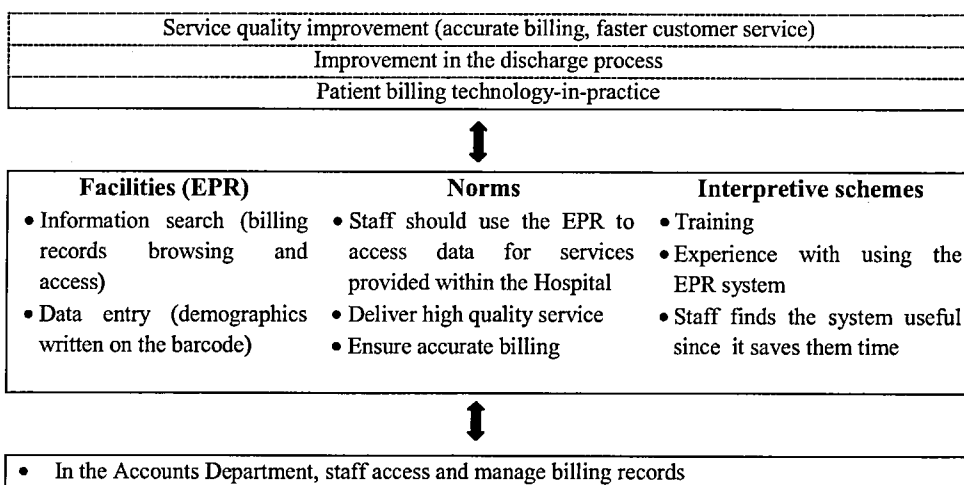 Service quality improvement (accurate billing, faster customer service)
Improvement in the discharge process
Patient billing technology-in-practice
Facilities (EPR)
• Information search (billing
records browsing and
access)
• Data entry (demographics
written on the barcode)
Norms
• Staff should use the EPR to
access data for services
provided within the Hospital
• Deliver high quality service
• Ensure accurate billing
Interpretive schemes
• Training
• Experience with using the
EPR system
• Staff finds the system useful
since it saves them time
• In the Accounts Department, staff access and manage billing records